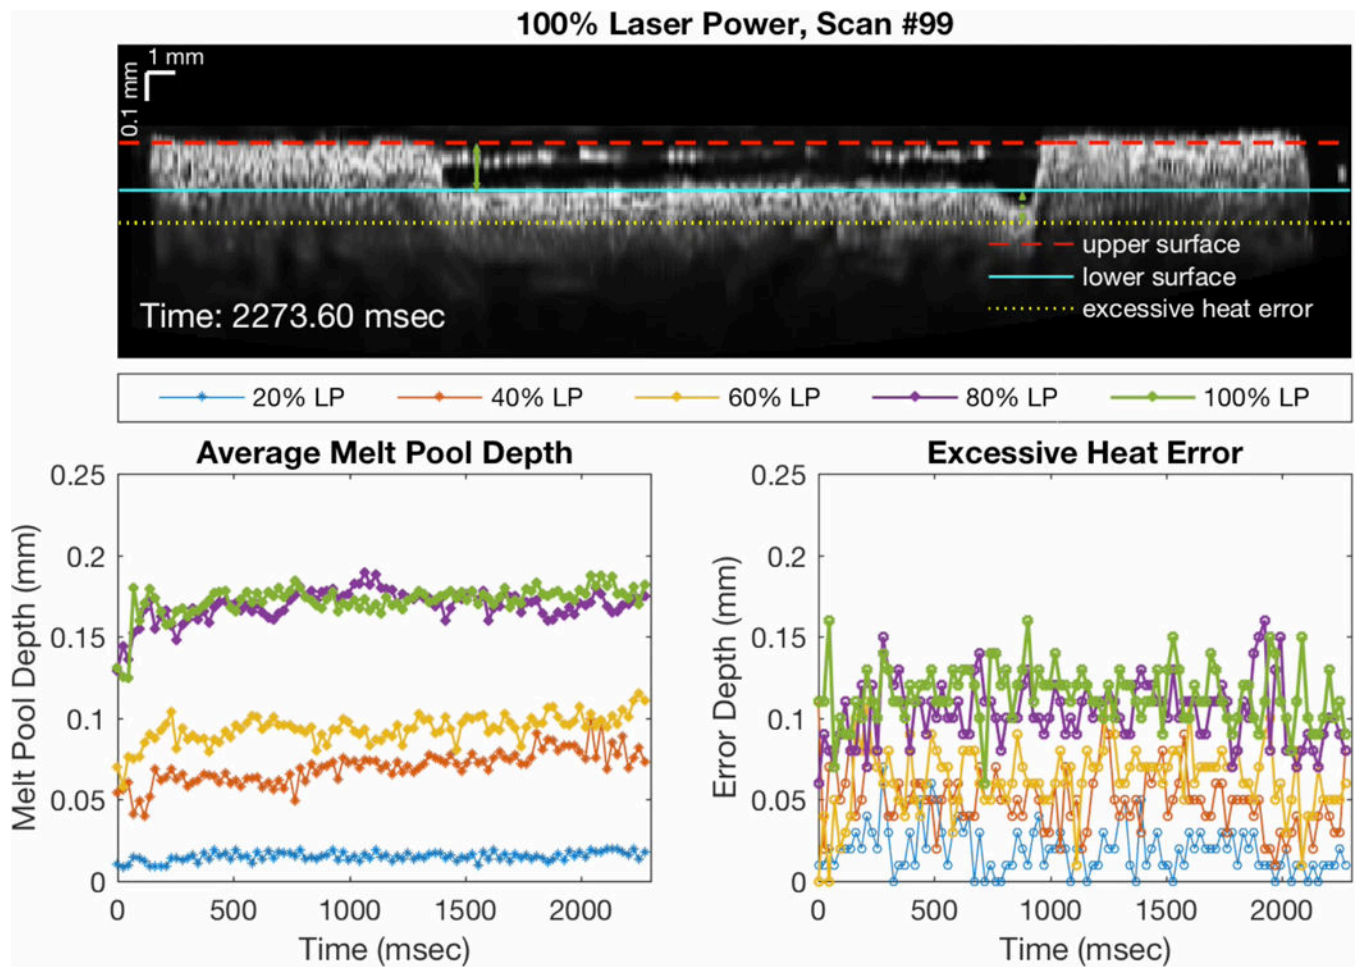 100% Laser Power, Scan #99
1 mm
0.1 mm
upper surface
lower surface
excessive heat error
Time: 2273.60 msec
20% LP
40% LP
60% LP
80% LP
100% LP
Average Melt Pool Depth
Melt Pool Depth (mm)
0.25
0.2
0.15
0.1
0.05
0
0
500
1000
1500
2000
Time (msec)
Excessive Heat Error
Error Depth (mm)
0.25
0.2
0.15
0.1
0.05
0
0
500
1000
1500
2000
Time (msec)